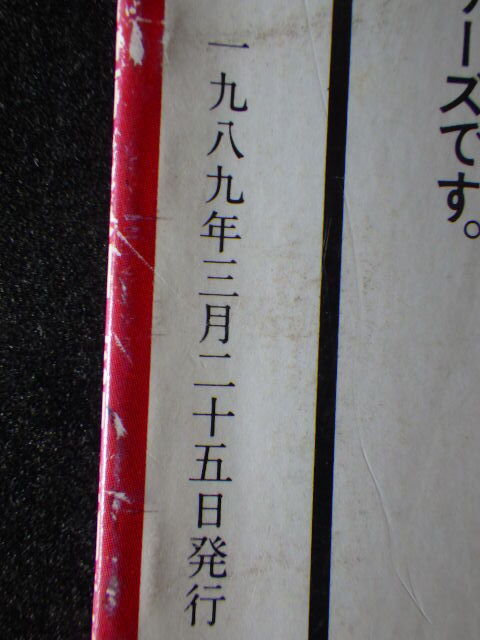 ーズです。
一九八九年三月二十五日発行